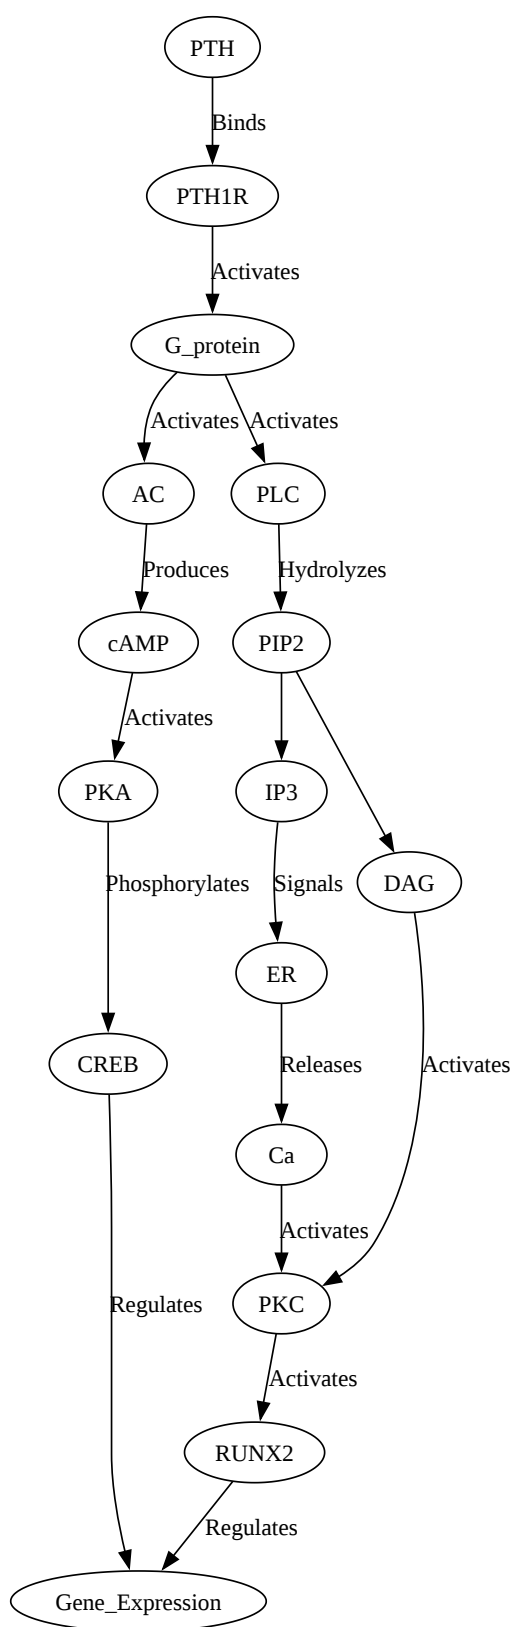 PTH
Binds
PTH1R
Activates
G_protein
Activates Activates
AC PLC
Produces Hydrolyzes
cAMP PIP2
Activates
PKA IP3
Phosphorylates Signals DAG
ER
CREB Releases Activates
Ca
Activates
Regulates PKC
Activates
RUNX2
Regulates
Gene_Expression